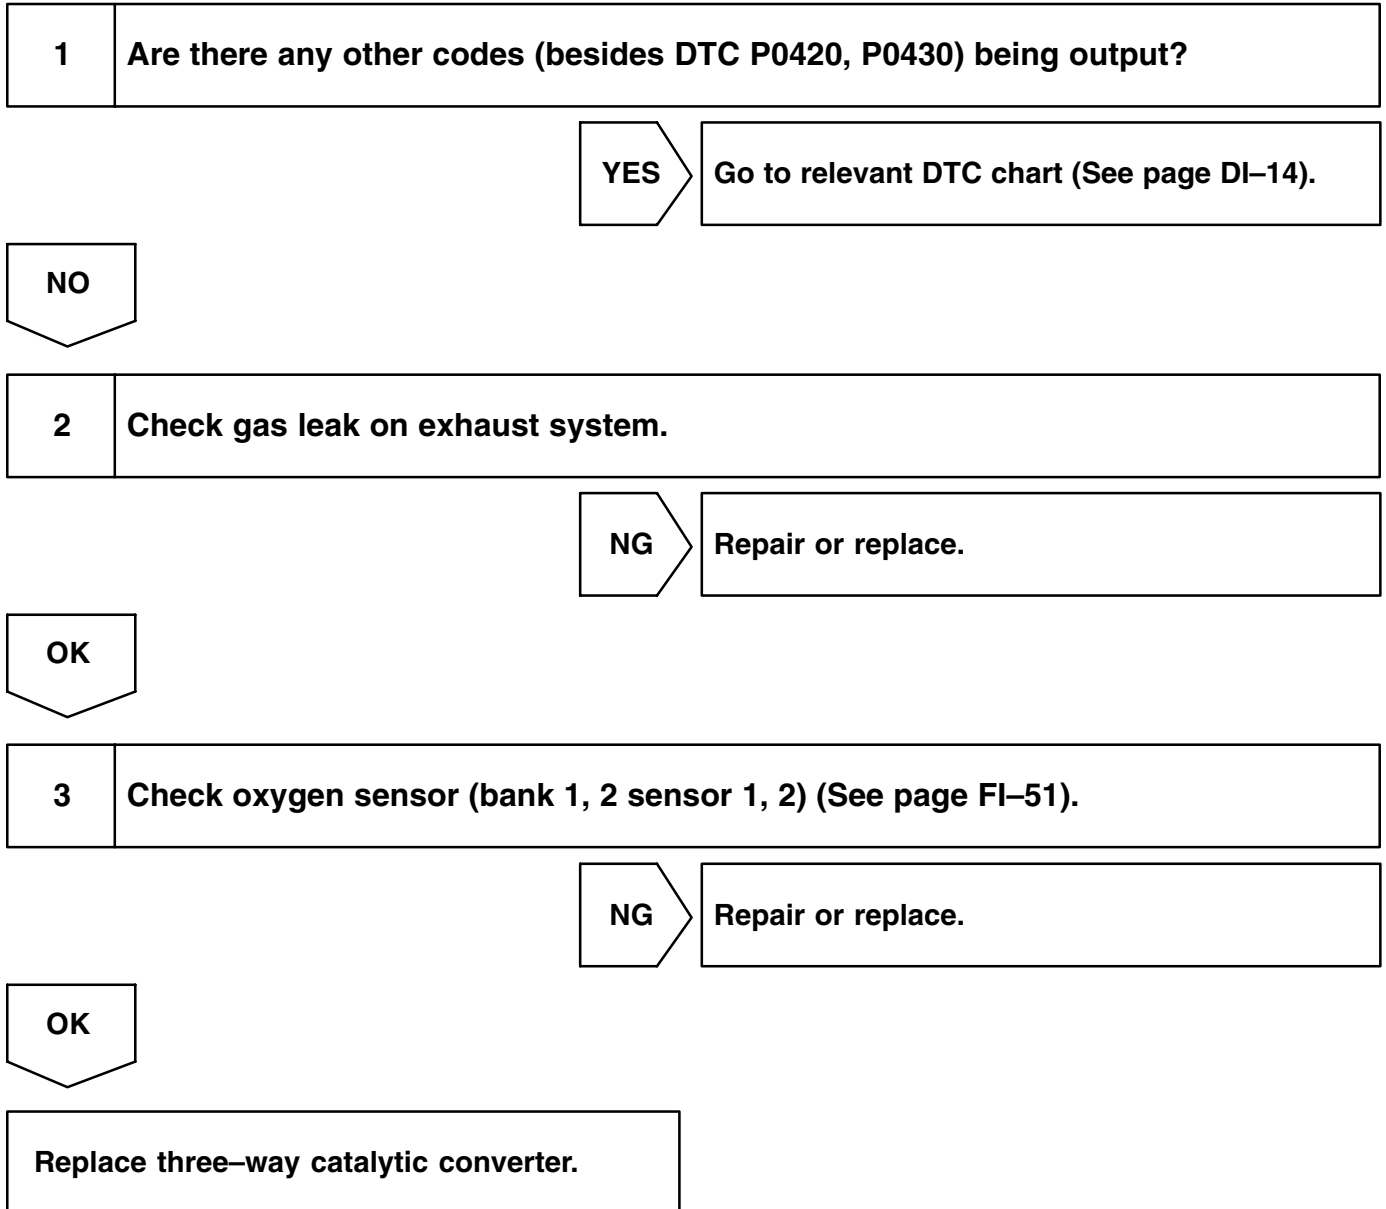 1
Are there any other codes (besides DTC P0420, P0430) being output?
YES
Go to relevant DTC chart (See page DI–14).
NO
2
Check gas leak on exhaust system.
NG
Repair or replace.
OK
3
Check oxygen sensor (bank 1, 2 sensor 1, 2) (See page FI–51).
NG
Repair or replace.
OK
Replace three–way catalytic converter.